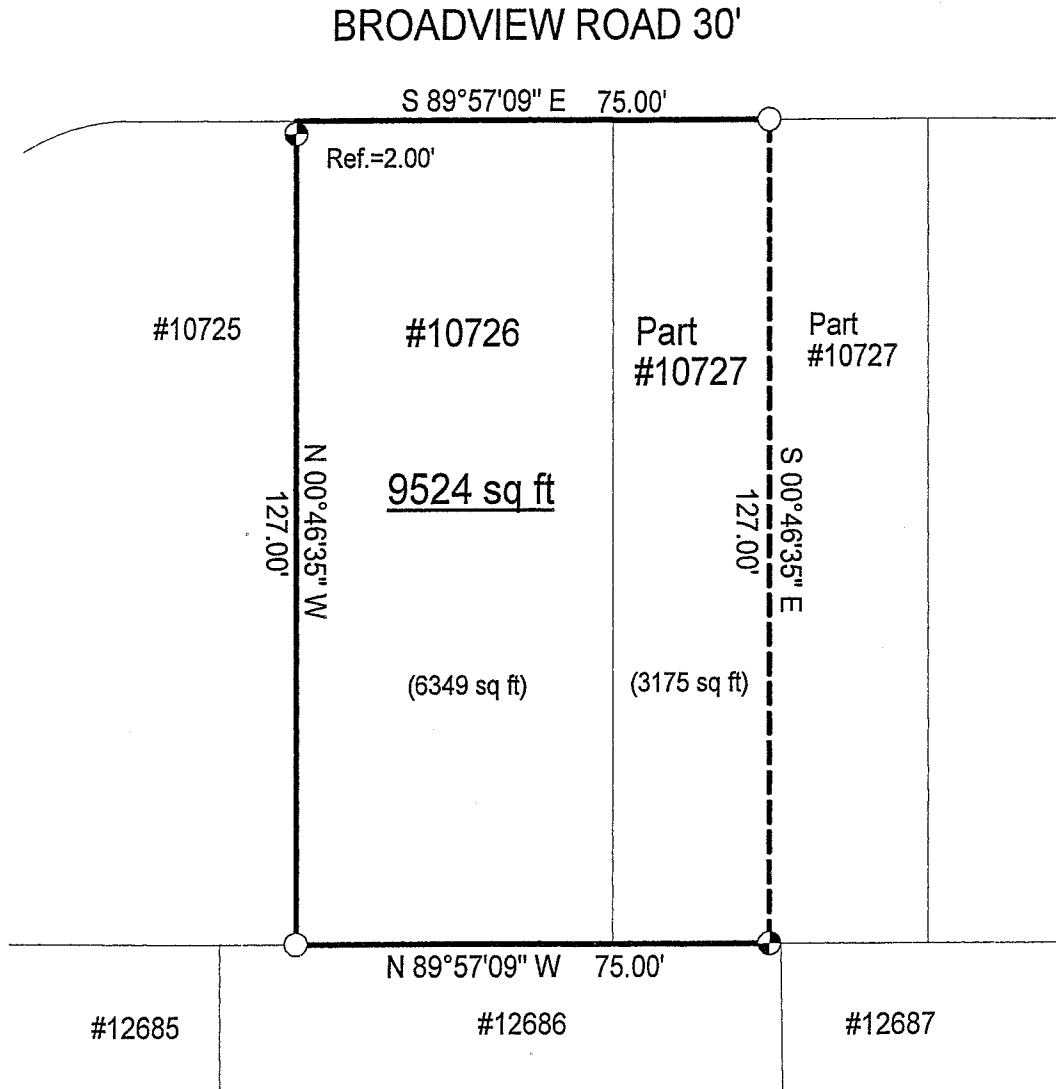 BROADVIEW ROAD 30'
S 89°57'09" E 75.00'
Ref.=2.00'
#10725
#10726
Part
#10727
Part
#10727
N 00°46'35" W
127.00'
9524 sq ft
S 00°46'35" E
127.00'
(6349 sq ft)
(3175 sq ft)
N 89°57'09" W 75.00'
#12685
#12686
#12687